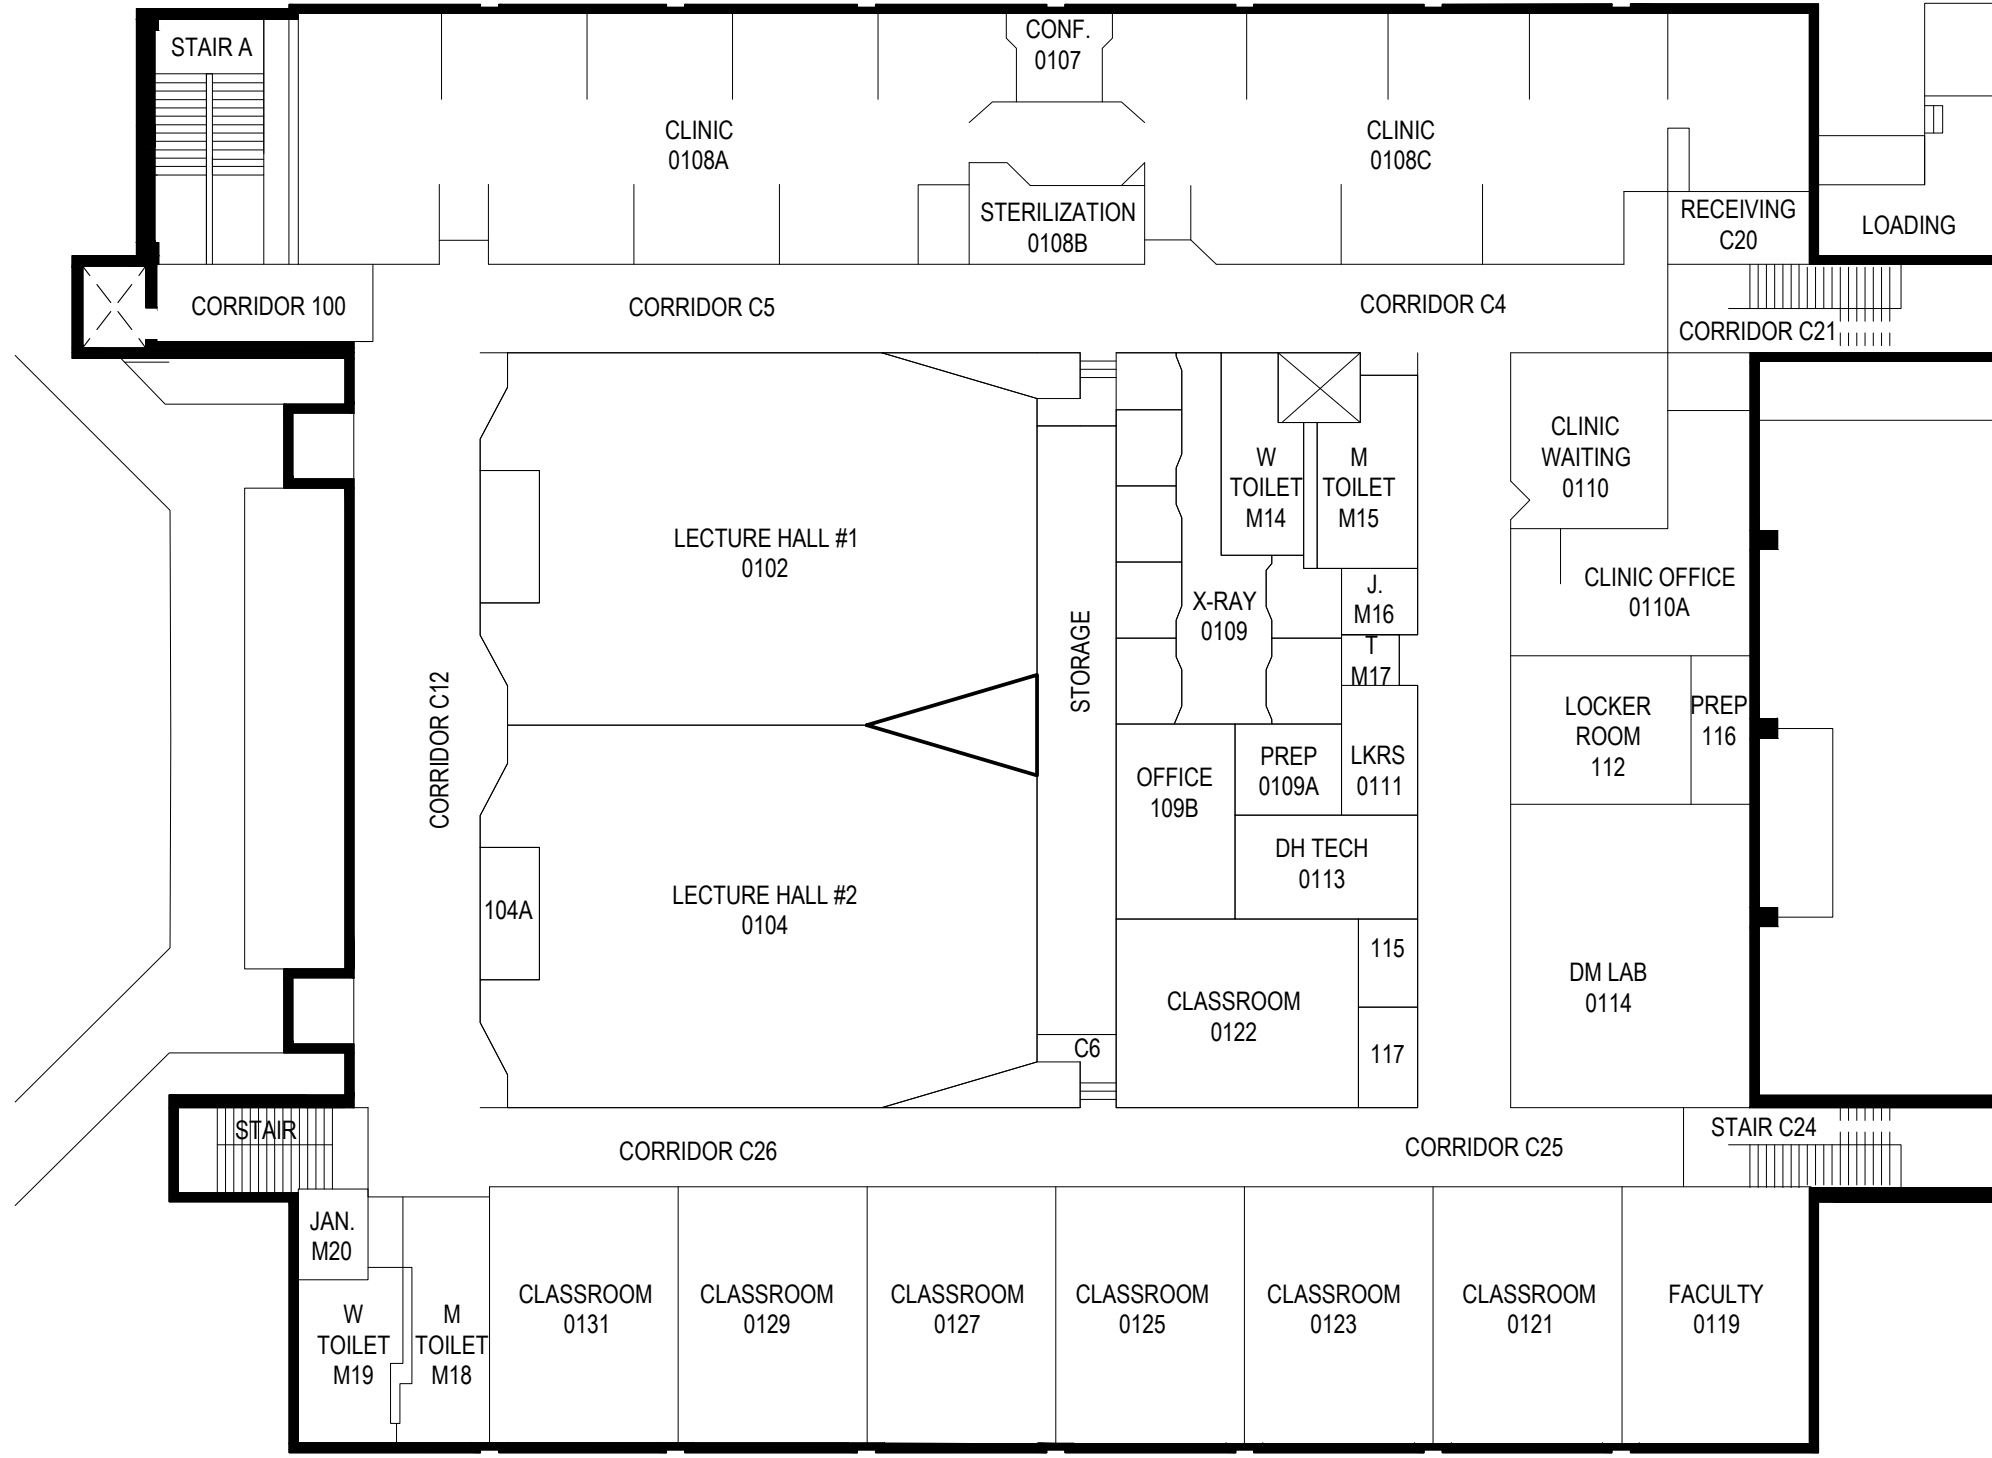 STAIR A
CONF.
0107
CLINIC
0108A
CLINIC
0108C
STERILIZATION
0108B
RECEIVING
C20
LOADING
CORRIDOR 100
CORRIDOR C5
CORRIDOR C4
CORRIDOR C21
CLINIC
WAITING
0110
W
TOILET
M14
M
TOILET
M15
LECTURE HALL #1
0102
CLINIC OFFICE
0110A
J.
M16
X-RAY
0109
T
M17
STORAGE
CORRIDOR C12
LOCKER
ROOM
112
PREP
116
OFFICE
109B
PREP
0109A
LKRS
0111
DH TECH
0113
LECTURE HALL #2
0104
104A
115
DM LAB
0114
CLASSROOM
0122
117
C6
STAIR
CORRIDOR C26
CORRIDOR C25
STAIR C24
JAN.
M20
W
TOILET
M19
M
TOILET
M18
CLASSROOM
0131
CLASSROOM
0129
CLASSROOM
0127
CLASSROOM
0125
CLASSROOM
0123
CLASSROOM
0121
FACULTY
0119